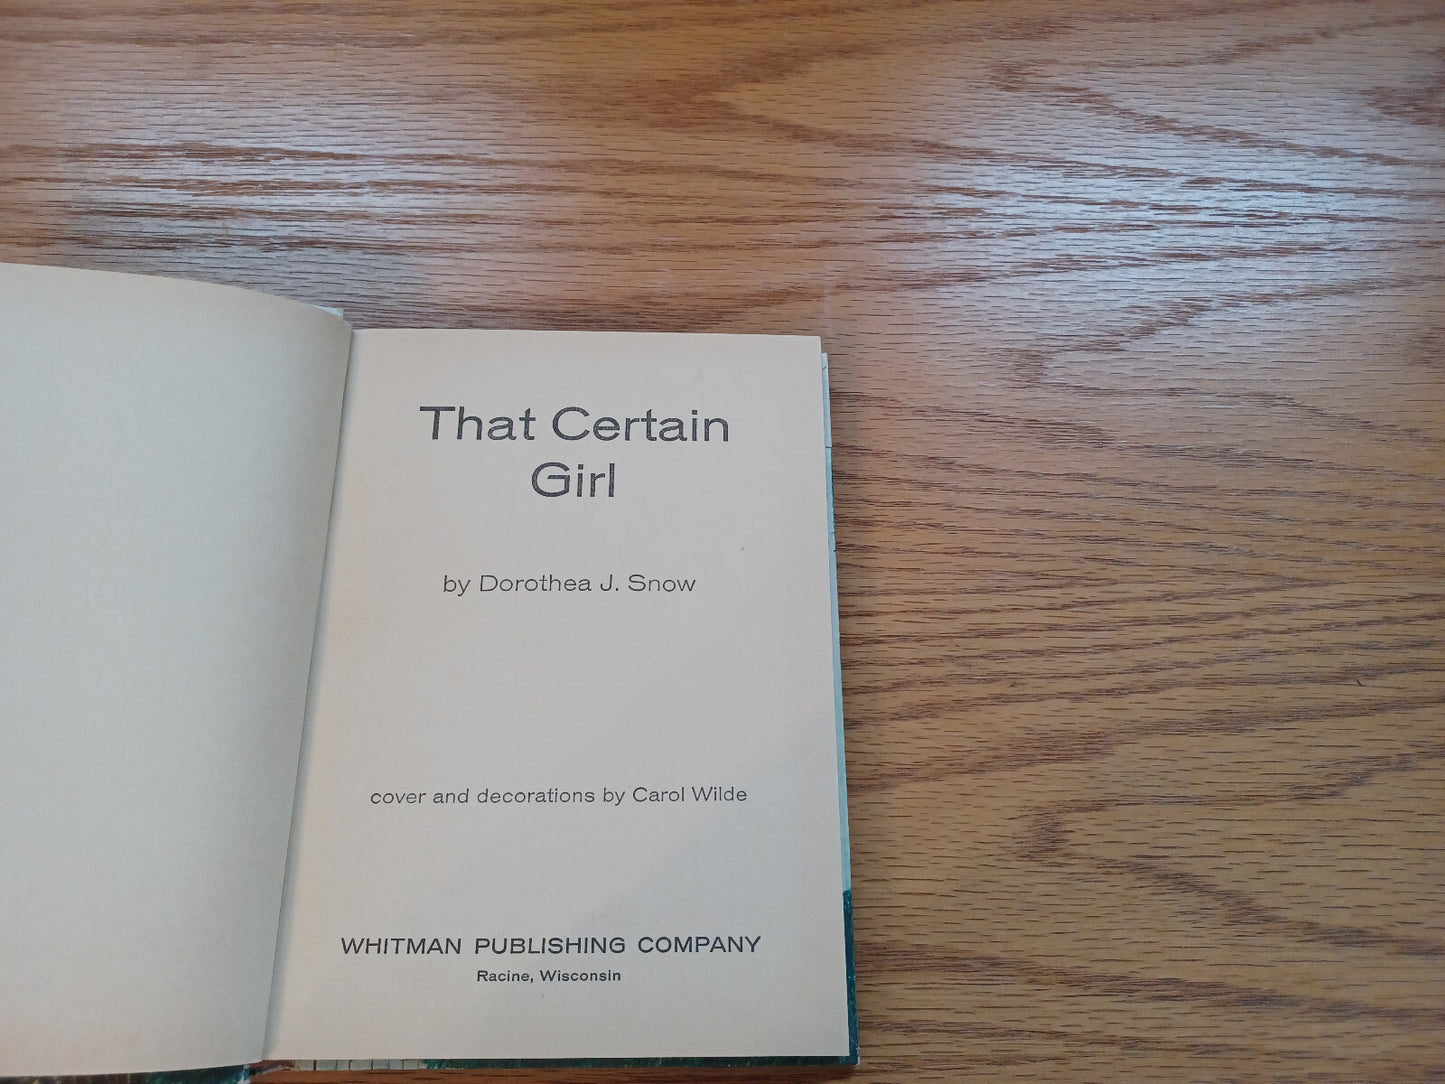 That Certain
Girl
by Dorothea J. Snow
cover and decorations by Carol Wilde
WHITMAN PUBLISHING COMPANY
Racine, Wisconsin